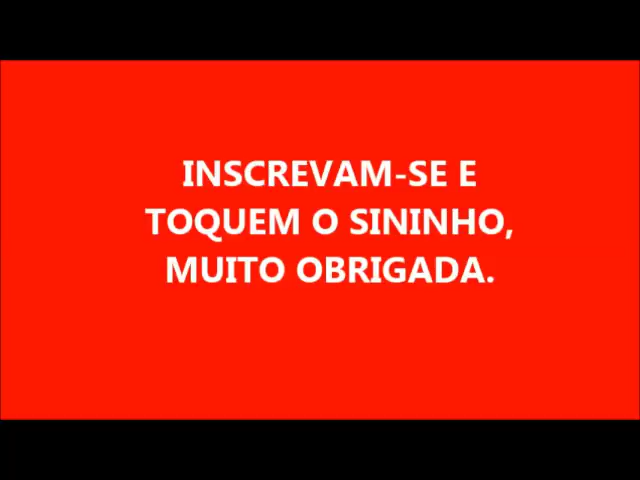 INSCREVAM-SE E
TOQUEM O SININHO,
MUITO OBRIGADA.